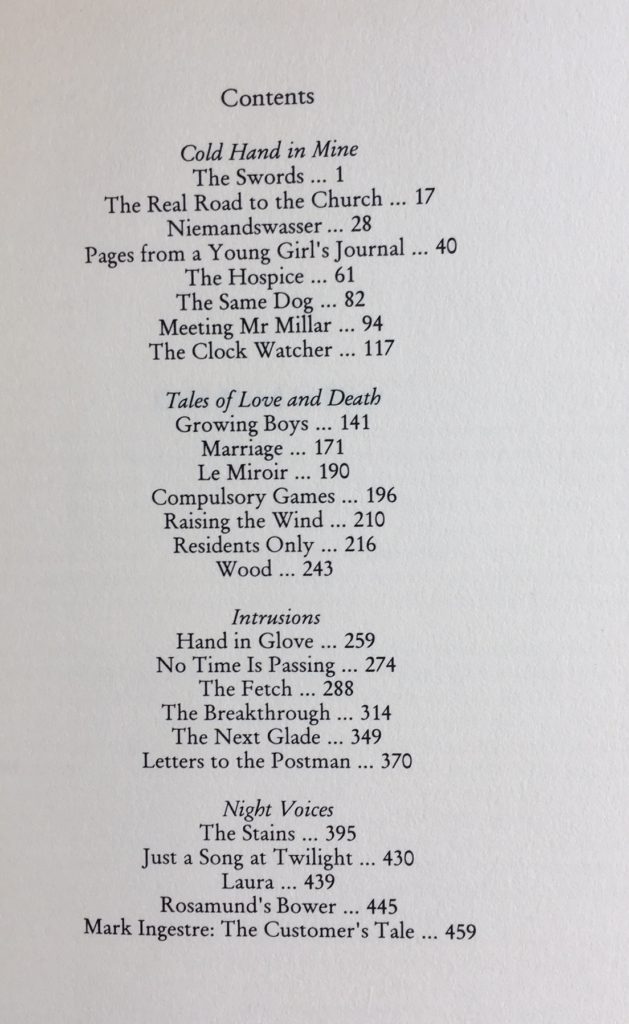 Contents
Cold Hand in Mine
The Swords ... 1
The Real Road to the Church ... 17
Niemandswasser ... 28
Pages from a Young Girl's Journal ... 40
The Hospice ... 61
The Same Dog ... 82
Meeting Mr Millar ... 94
The Clock Watcher ... 117
Tales of Love and Death
Growing Boys ... 141
Marriage ... 171
Le Miroir ... 190
Compulsory Games ... 196
Raising the Wind ... 210
Residents Only ... 216
Wood ... 243
Intrusions
Hand in Glove ... 259
No Time Is Passing ... 274
The Fetch ... 288
The Breakthrough ... 314
The Next Glade ... 349
Letters to the Postman ... 370
Night Voices
The Stains ... 395
Just a Song at Twilight ... 430
Laura ... 439
Rosamund's Bower ... 445
Mark Ingestre: The Customer's Tale ... 459